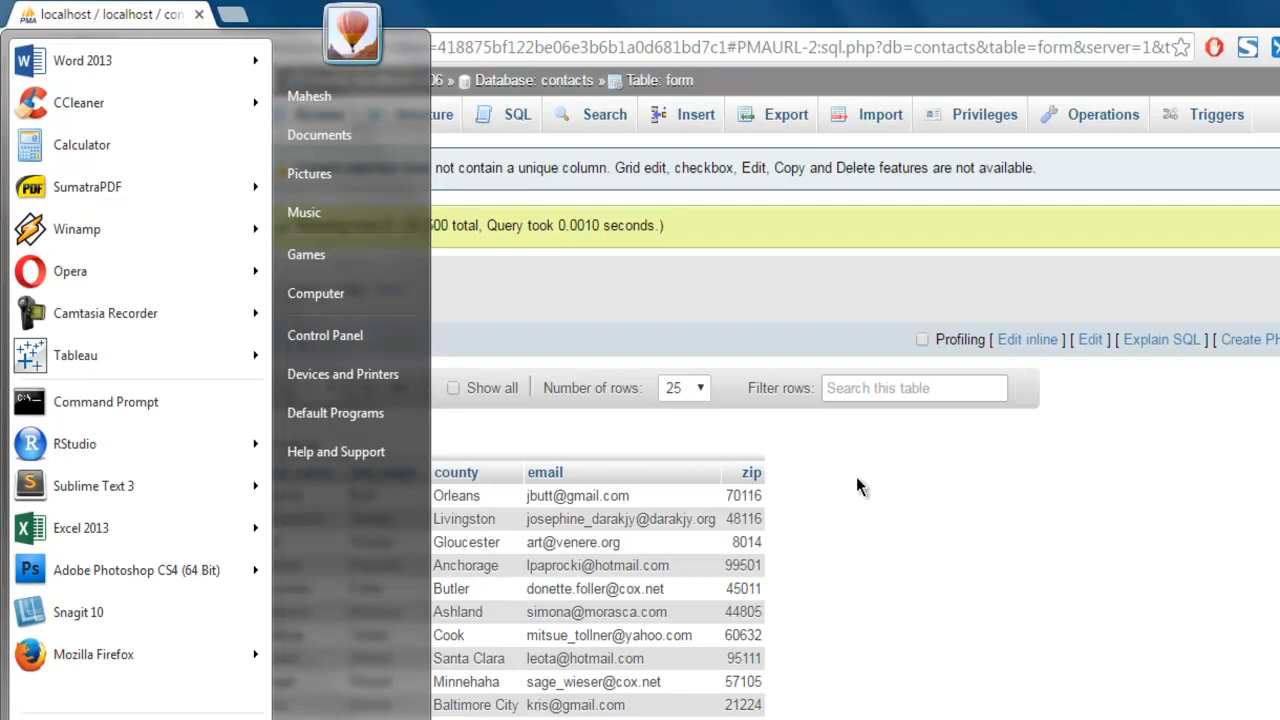 PMA localhost / localhost / con
=418875bf122be06e3b6b1a0d681bd7c1#PMAURL-2:sql.php?db=contacts&table=form&server=1&t
6 » Database: contacts » Table: form
SQL Search Insert Export Import Privileges Operations Triggers
not contain a unique column. Grid edit, checkbox, Edit, Copy and Delete features are not available.
500 total, Query took 0.0010 seconds.)
Profiling [ Edit inline ] [ Edit ] [ Explain SQL ] [ Create PH
Show all Number of rows: 25 Filter rows: Search this table
county email zip
Orleans jbutt@gmail.com 70116
Livingston josephine_darakjy@darakjy.org 48116
Gloucester art@venere.org 8014
Anchorage lpaprocki@hotmail.com 99501
Butler donette.foller@cox.net 45011
Ashland simona@morasca.com 44805
Cook mitsue_tollner@yahoo.com 60632
Santa Clara leota@hotmail.com 95111
Minnehaha sage_wieser@cox.net 57105
Baltimore City kris@gmail.com 21224
Word 2013
CCleaner
Calculator
SumatraPDF
Winamp
Opera
Camtasia Recorder
Tableau
Command Prompt
RStudio
Sublime Text 3
Excel 2013
Adobe Photoshop CS4 (64 Bit)
Snagit 10
Mozilla Firefox
Mahesh
Documents
Pictures
Music
Games
Computer
Control Panel
Devices and Printers
Default Programs
Help and Support